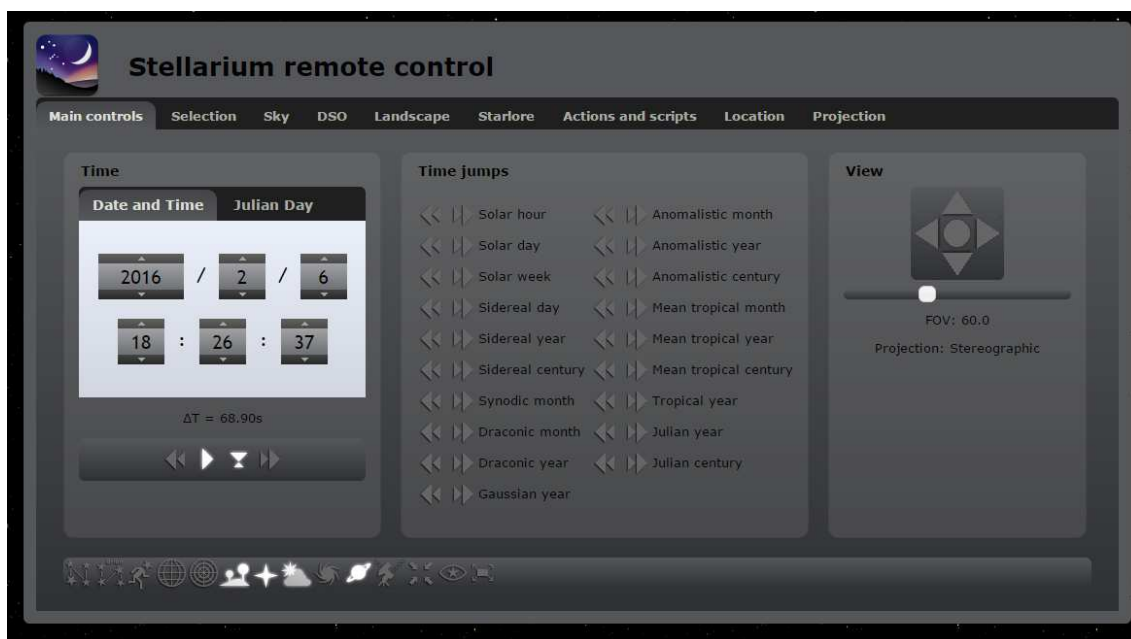 Stellarium remote control
Main controls Selection Sky DSO Landscape Starlore Actions and scripts Location Projection
Time
Date and Time Julian Day
2016 / 2 / 6
18 : 26 : 37
ΔT = 68.90s
Time jumps
Solar hour Anomalistic month
Solar day Anomalistic year
Solar week Anomalistic century
Sidereal day Mean tropical month
Sidereal year Mean tropical year
Sidereal century Mean tropical century
Synodic month Tropical year
Draconic month Julian year
Draconic year Julian century
Gaussian year
View
FOV: 60.0
Projection: Stereographic